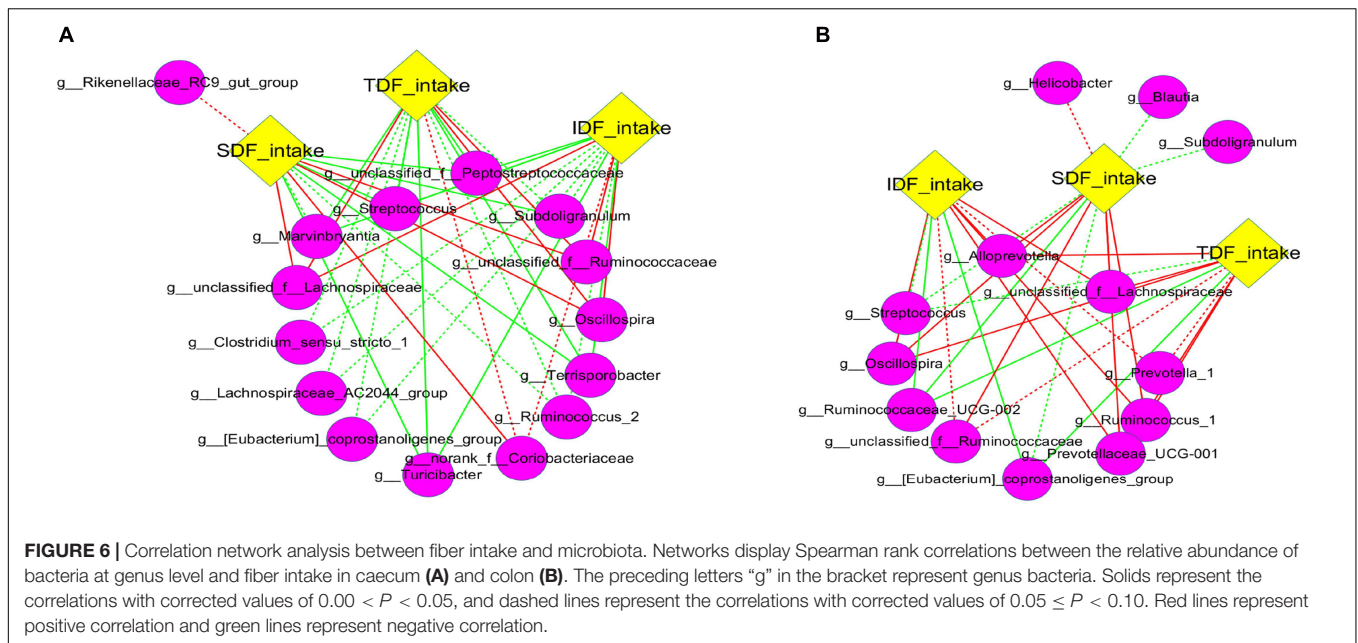 A
B
g__Rikenellaceae_RC9_gut_group
TDF_intake
IDF_intake
SDF_intake
g__unclassified_f__Peptostreptococcaceae
g__Streptococcus
g__Subdoligranulum
g__Marvinbryantia
g__unclassified_f__Ruminococcaceae
g__unclassified_f__Lachnospiraceae
g__Oscillospira
g__Clostridium_sensu_stricto_1
g__Terrisporobacter
g__Lachnospiraceae_AC2044_group
g__Ruminococcus_2
g__[Eubacterium]_coprostanoligenes_group
g__norank_f__Coriobacteriaceae
g__Turicibacter
g__Helicobacter
g__Blautia
g__Subdoligranulum
IDF_intake
SDF_intake
TDF_intake
g__Alloprevotella
g__unclassified_f__Lachnospiraceae
g__Streptococcus
g__Oscillospira
g__Prevotella_1
g__Ruminococcaceae_UCG-002
g__Ruminococcus_1
g__unclassified_f__Ruminococcaceae
g__Prevotellaceae_UCG-001
g__[Eubacterium]_coprostanoligenes_group
FIGURE 6 | Correlation network analysis between fiber intake and microbiota. Networks display Spearman rank correlations between the relative abundance of
bacteria at genus level and fiber intake in caecum (A) and colon (B). The preceding letters “g” in the bracket represent genus bacteria. Solids represent the
correlations with corrected values of 0.00 < P < 0.05, and dashed lines represent the correlations with corrected values of 0.05 ≤ P < 0.10. Red lines represent
positive correlation and green lines represent negative correlation.